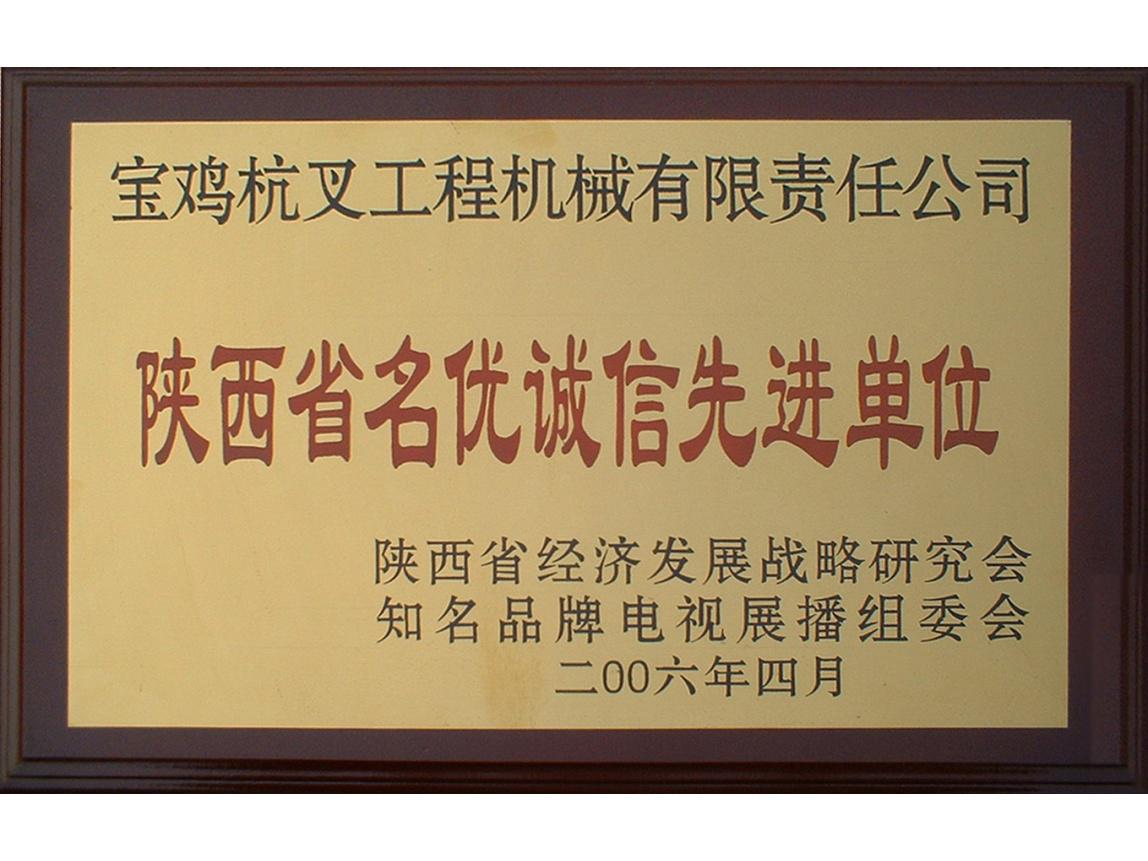 宝鸡杭叉工程机械有限责任公司
陕西省名优诚信先进单位
陕西省经济发展战略研究会
知名品牌电视展播组委会
二00六年四月